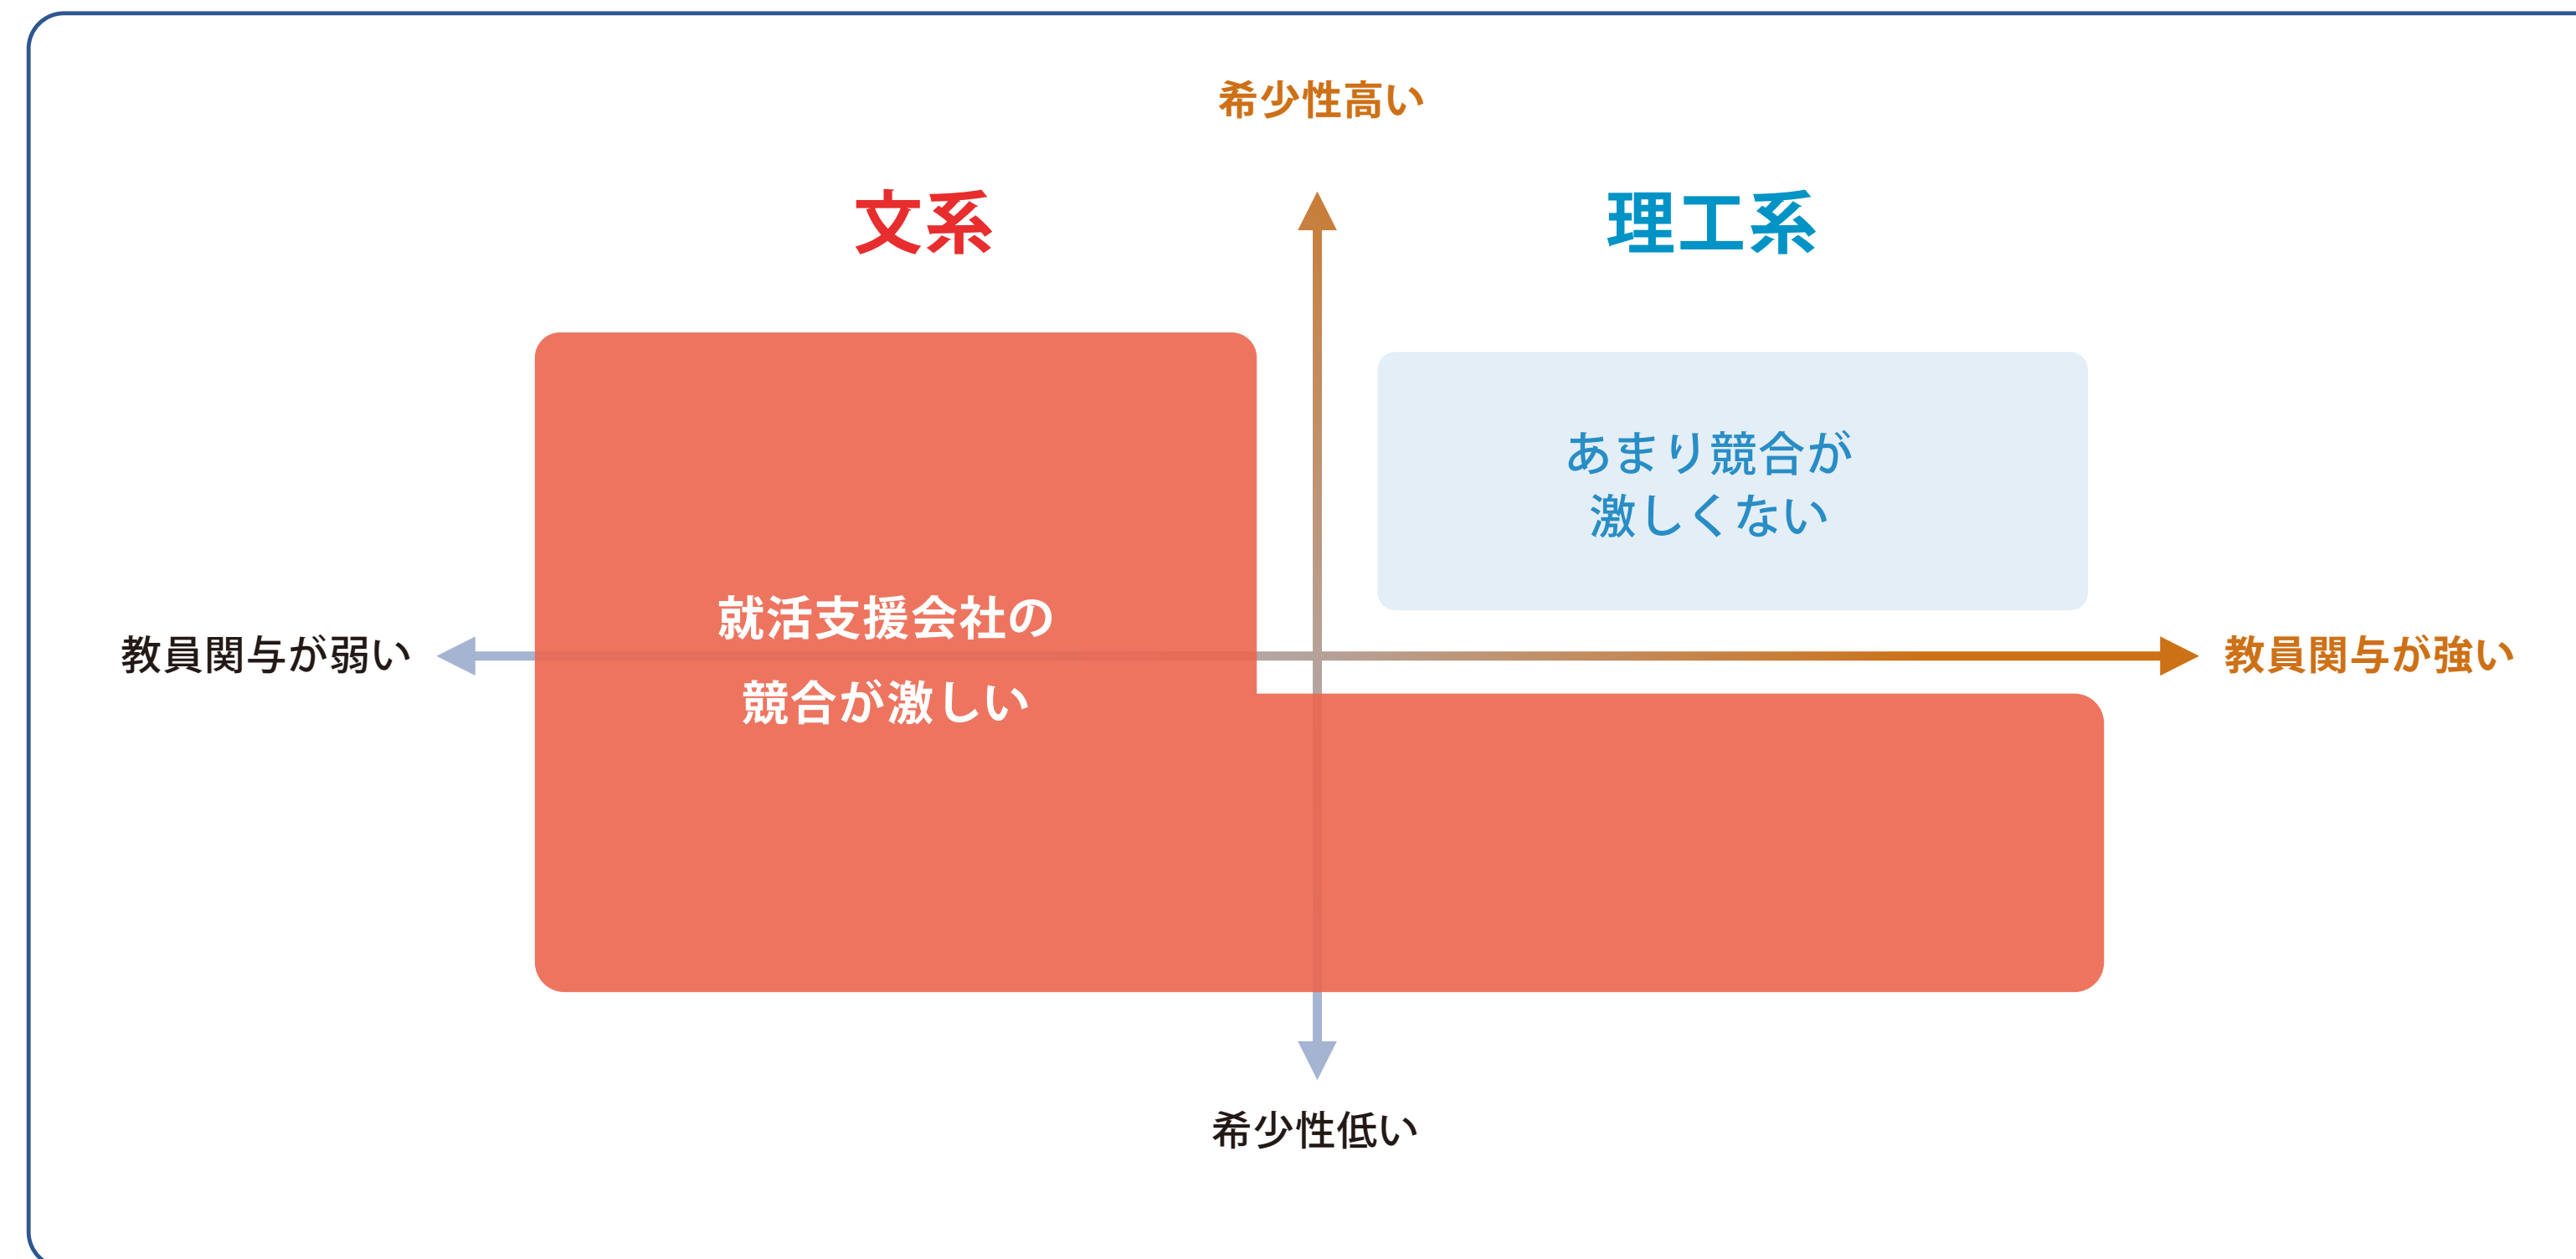 希少性高い
文系
理工系
あまり競合が
激しくない
就活支援会社の
競合が激しい
教員関与が弱い
教員関与が強い
希少性低い